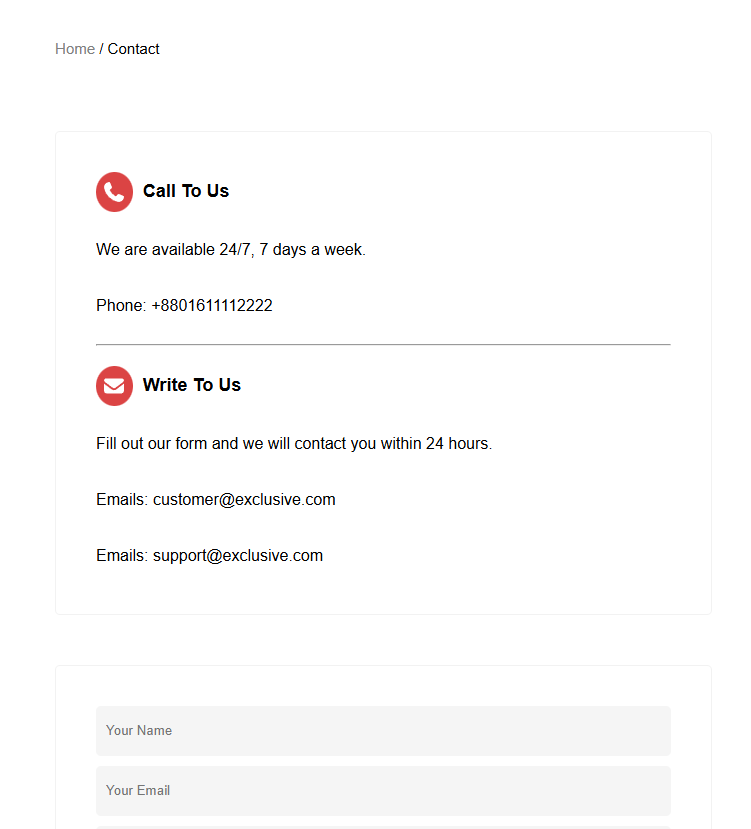 Home / Contact
Call To Us
We are available 24/7, 7 days a week.
Phone: +8801611112222
Write To Us
Fill out our form and we will contact you within 24 hours.
Emails: customer@exclusive.com
Emails: support@exclusive.com
Your Name
Your Email